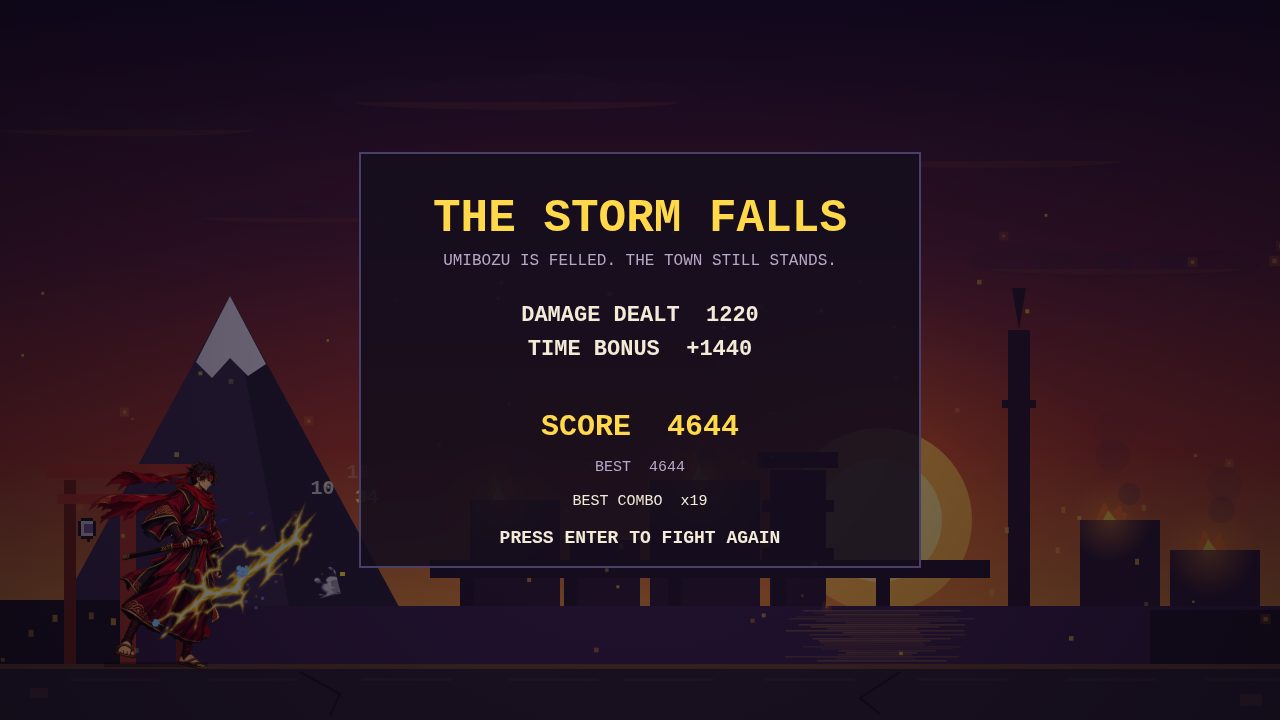 THE STORM FALLS
UMIBOZU IS FELLED. THE TOWN STILL STANDS.
DAMAGE DEALT 1220
TIME BONUS +1440
SCORE 4644
BEST 4644
BEST COMBO x19
PRESS ENTER TO FIGHT AGAIN
10